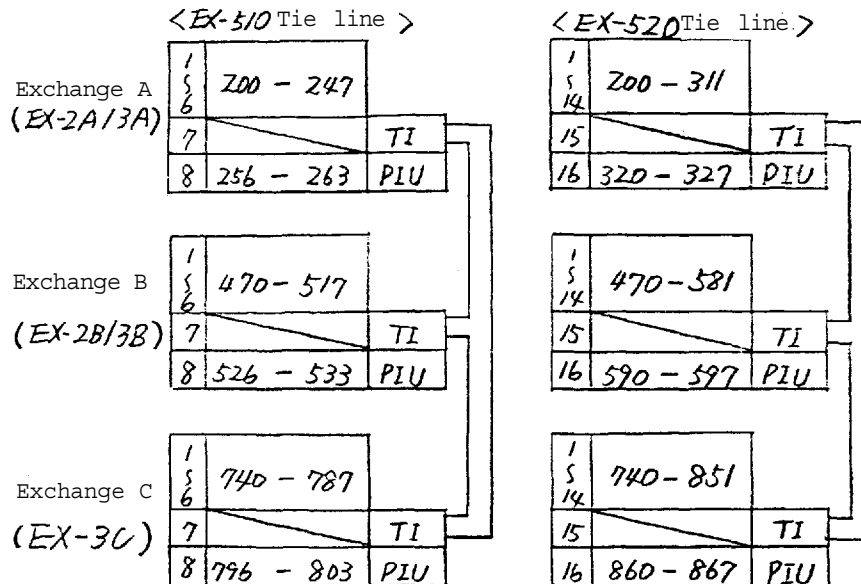 <EX-510 Tie line > <EX-520 Tie line>
Exchange A
(EX-2A/3A)
1
ʃ
6
200 - 247
7 TI
8 256 - 263 PIU
1
ʃ
14
200 - 311
15 TI
16 320 - 327 PIU
Exchange B
(EX-2B/3B)
1
ʃ
6
470 - 517
7 TI
8 526 - 533 PIU
1
ʃ
14
470 - 581
15 TI
16 590 - 597 PIU
Exchange C
(EX-3C)
1
ʃ
6
740 - 787
7 TI
8 796 - 803 PIU
1
ʃ
14
740 - 851
15 TI
16 860 - 867 PIU